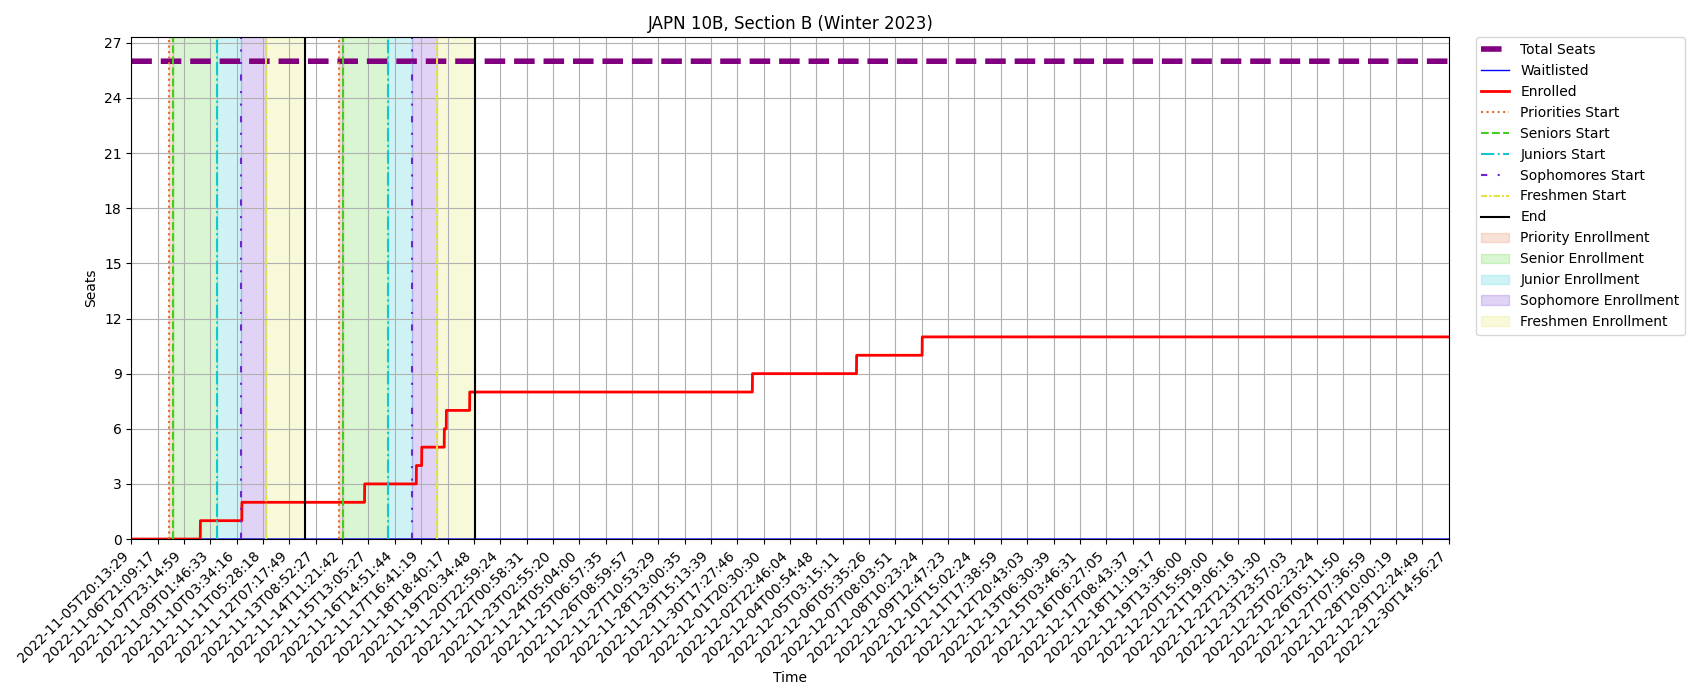 JAPN 10B, Section B (Winter 2023)
27
24
21
18
15
12
9
6
3
0
Seats
2022-11-05T20:13:29
2022-11-06T21:09:17
2022-11-07T23:14:59
2022-11-09T01:46:33
2022-11-10T03:34:16
2022-11-11T05:28:18
2022-11-12T07:17:49
2022-11-13T08:52:27
2022-11-14T11:21:42
2022-11-15T13:05:27
2022-11-16T14:51:44
2022-11-17T16:41:19
2022-11-18T18:40:17
2022-11-19T20:34:48
2022-11-20T22:59:24
2022-11-22T00:58:31
2022-11-23T02:55:20
2022-11-24T05:04:00
2022-11-25T06:57:35
2022-11-26T08:59:57
2022-11-27T10:53:29
2022-11-28T13:00:35
2022-11-29T15:13:39
2022-11-30T17:27:46
2022-12-01T20:30:30
2022-12-02T22:46:04
2022-12-04T00:54:48
2022-12-05T03:15:11
2022-12-06T05:35:26
2022-12-07T08:03:51
2022-12-08T10:23:24
2022-12-09T12:47:23
2022-12-10T15:02:24
2022-12-11T17:38:59
2022-12-12T20:43:03
2022-12-13T06:30:39
2022-12-15T03:46:31
2022-12-16T06:27:05
2022-12-17T08:43:37
2022-12-18T11:19:17
2022-12-19T13:36:00
2022-12-20T15:59:00
2022-12-21T19:06:16
2022-12-22T21:31:30
2022-12-23T23:57:03
2022-12-25T02:23:24
2022-12-26T05:11:50
2022-12-27T07:36:59
2022-12-28T10:00:19
2022-12-29T12:24:49
2022-12-30T14:56:27
Time
Total Seats
Waitlisted
Enrolled
Priorities Start
Seniors Start
Juniors Start
Sophomores Start
Freshmen Start
End
Priority Enrollment
Senior Enrollment
Junior Enrollment
Sophomore Enrollment
Freshmen Enrollment